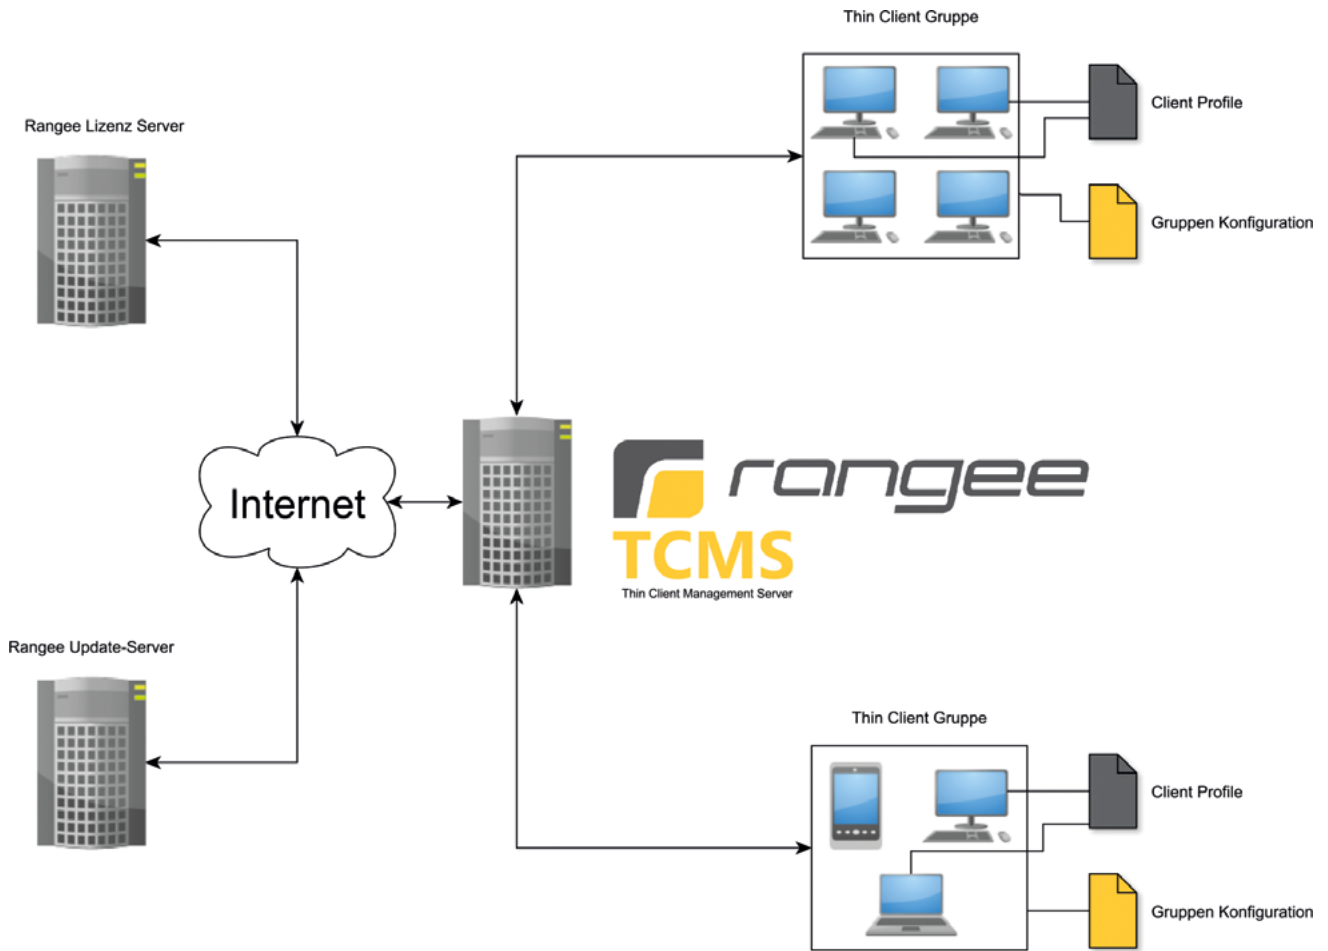 Thin Client Gruppe
Client Profile
Rangee Lizenz Server
Gruppen Konfiguration
rangee
Internet
TCMS
Thin Client Management Server
Rangee Update-Server
Thin Client Gruppe
Client Profile
Gruppen Konfiguration